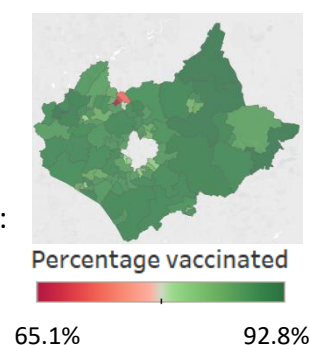 :
Percentage vaccinated
65.1% 92.8%